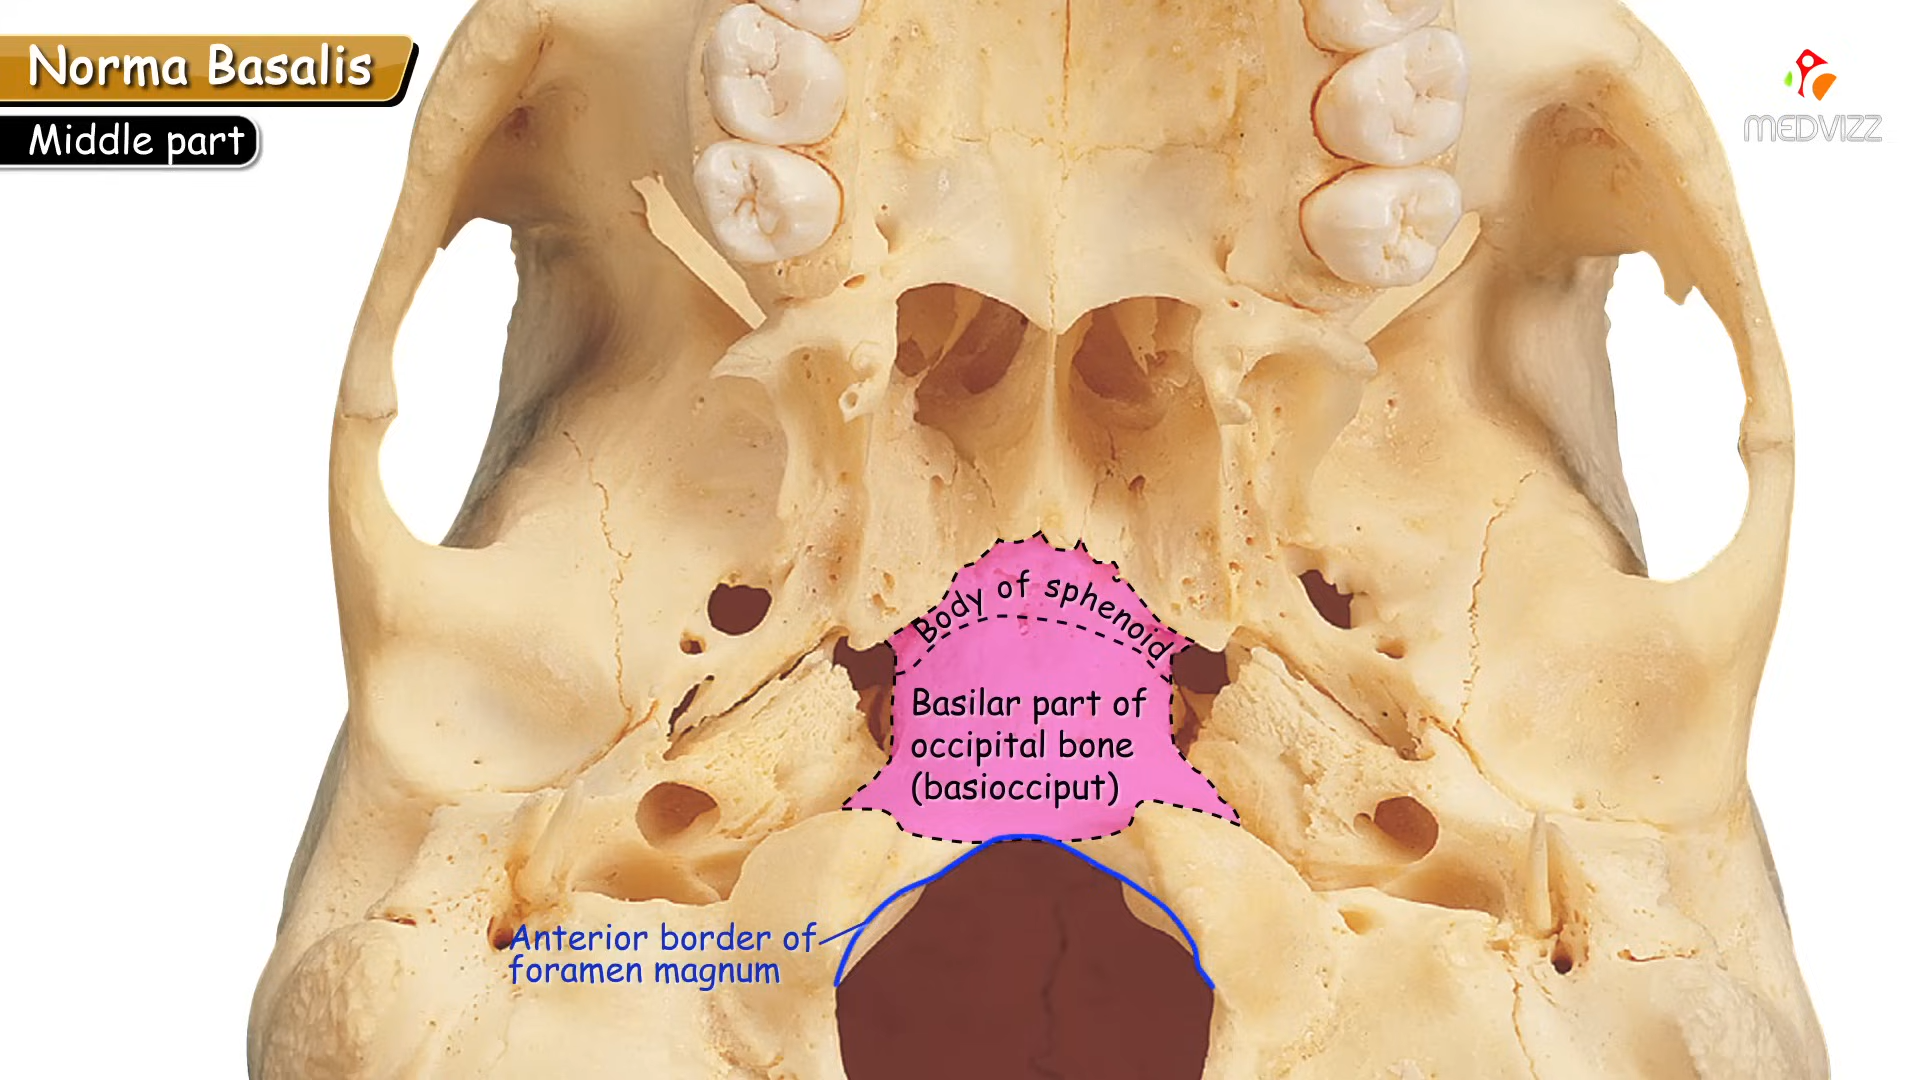 Norma Basalis
Middle part
MEDVIZZ
Body of sphenoid
Basilar part of
occipital bone
(basiocciput)
Anterior border of
foramen magnum